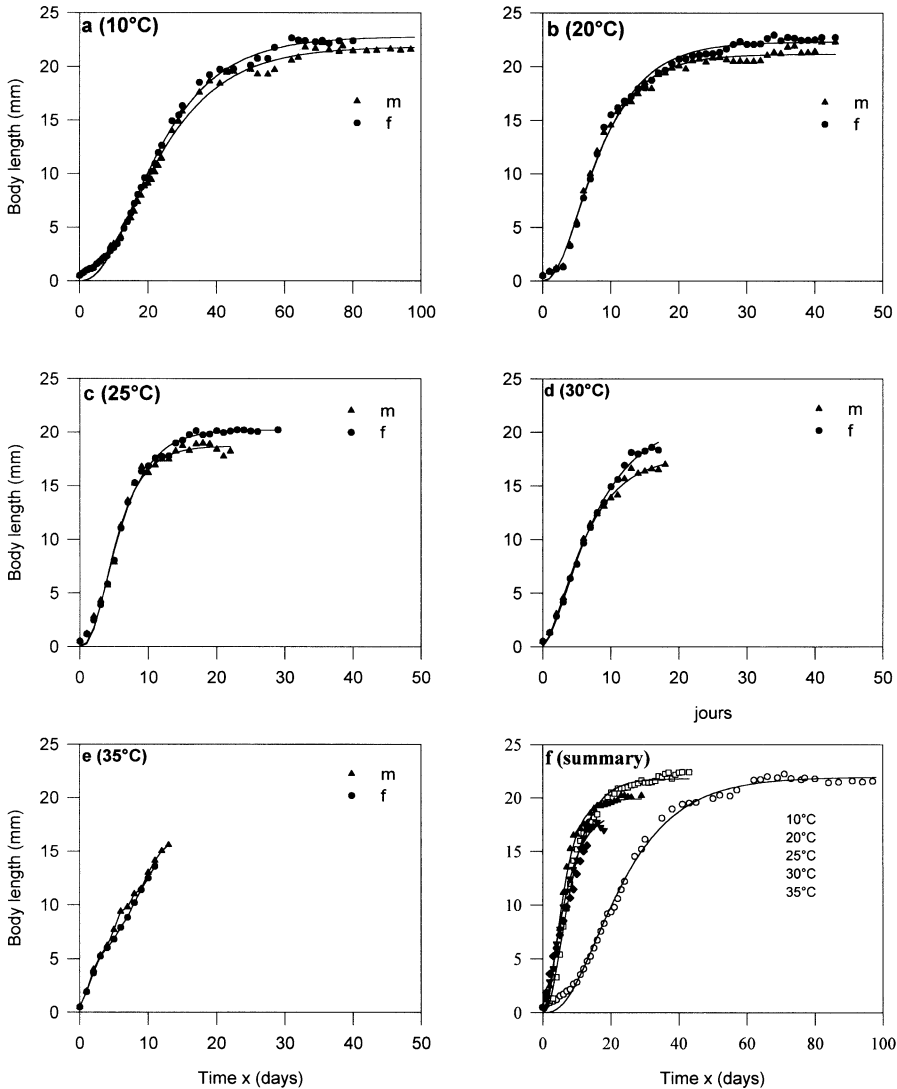 a (10°C)
25
20
15
10
5
0
Body length (mm)
m
f
0 20 40 60 80 100
b (20°C)
25
20
15
10
5
0
m
f
0 10 20 30 40 50
c (25°C)
25
20
15
10
5
0
Body length (mm)
m
f
0 10 20 30 40 50
d (30°C)
25
20
15
10
5
0
m
f
0 10 20 30 40 50
jours
e (35°C)
25
20
15
10
5
0
Body length (mm)
m
f
0 10 20 30 40 50
Time x (days)
f (summary)
25
20
15
10
5
0
10°C
20°C
25°C
30°C
35°C
0 20 40 60 80 100
Time x (days)